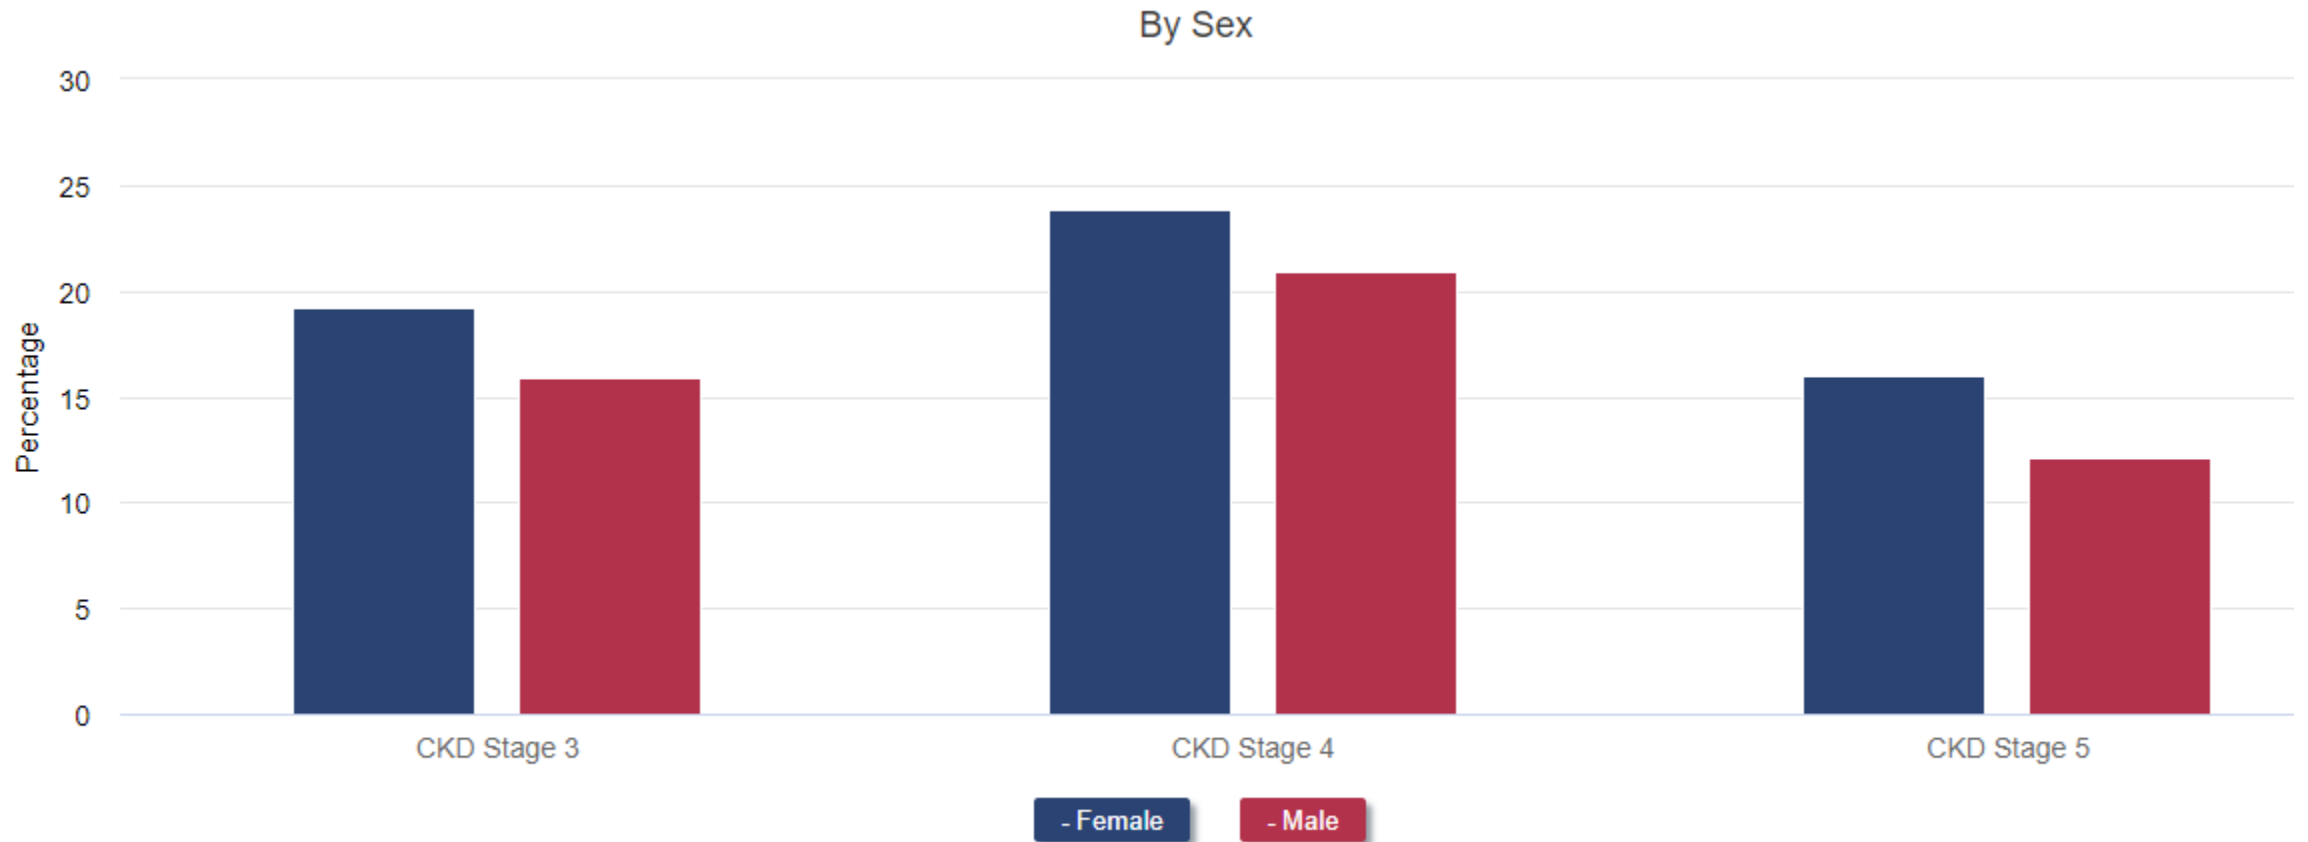 By Sex
30
25
20
15
10
5
0
Percentage
CKD Stage 3
CKD Stage 4
CKD Stage 5
- Female
- Male